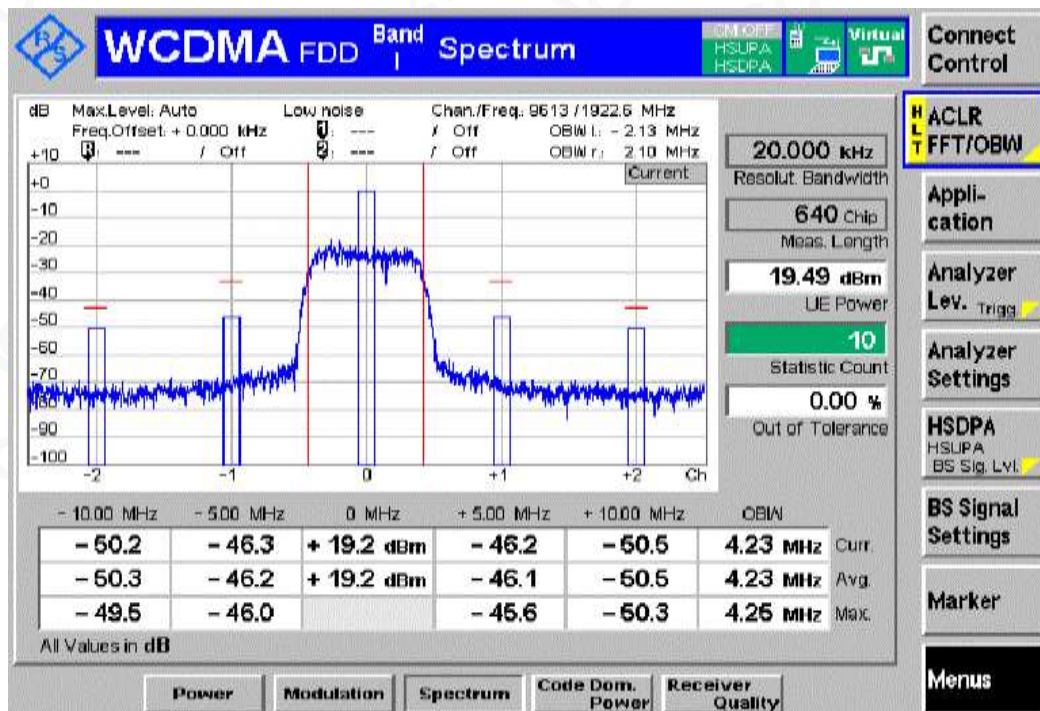 R S
WCDMA FDD Band I Spectrum
HSUPA
HSDPA
Virtual
Connect Control
dB Max.Level: Auto Low noise Chan./Freq.: 9613 / 1922.6 MHz
Freq.Offset: + 0.000 kHz 1: --- / Off OBW l.: - 2.13 MHz
R: --- / Off 2: --- / Off OBW r.: 2.10 MHz
Current
+10
+0
-10
-20
-30
-40
-50
-60
-70
-80
-90
-100
-2 -1 0 +1 +2 Ch
20.000 kHz
Resolut. Bandwidth
640 Chip
Meas. Length
19.49 dBm
UE Power
10
Statistic Count
0.00 %
Out of Tolerance
- 10.00 MHz - 5.00 MHz 0 MHz + 5.00 MHz + 10.00 MHz OBW
- 50.2 - 46.3 + 19.2 dBm - 46.2 - 50.5 4.23 MHz Curr.
- 50.3 - 46.2 + 19.2 dBm - 46.1 - 50.5 4.23 MHz Avg.
- 49.5 - 46.0 - 45.6 - 50.3 4.25 MHz Max.
All Values in dB
HLT
ACLR
FFT/OBW
Appli-
cation
Analyzer
Lev. Trigg.
Analyzer
Settings
HSDPA
HSUPA
BS Sig. Lvl.
BS Signal
Settings
Marker
Menus
Power
Modulation
Spectrum
Code Dom.
Power
Receiver
Quality